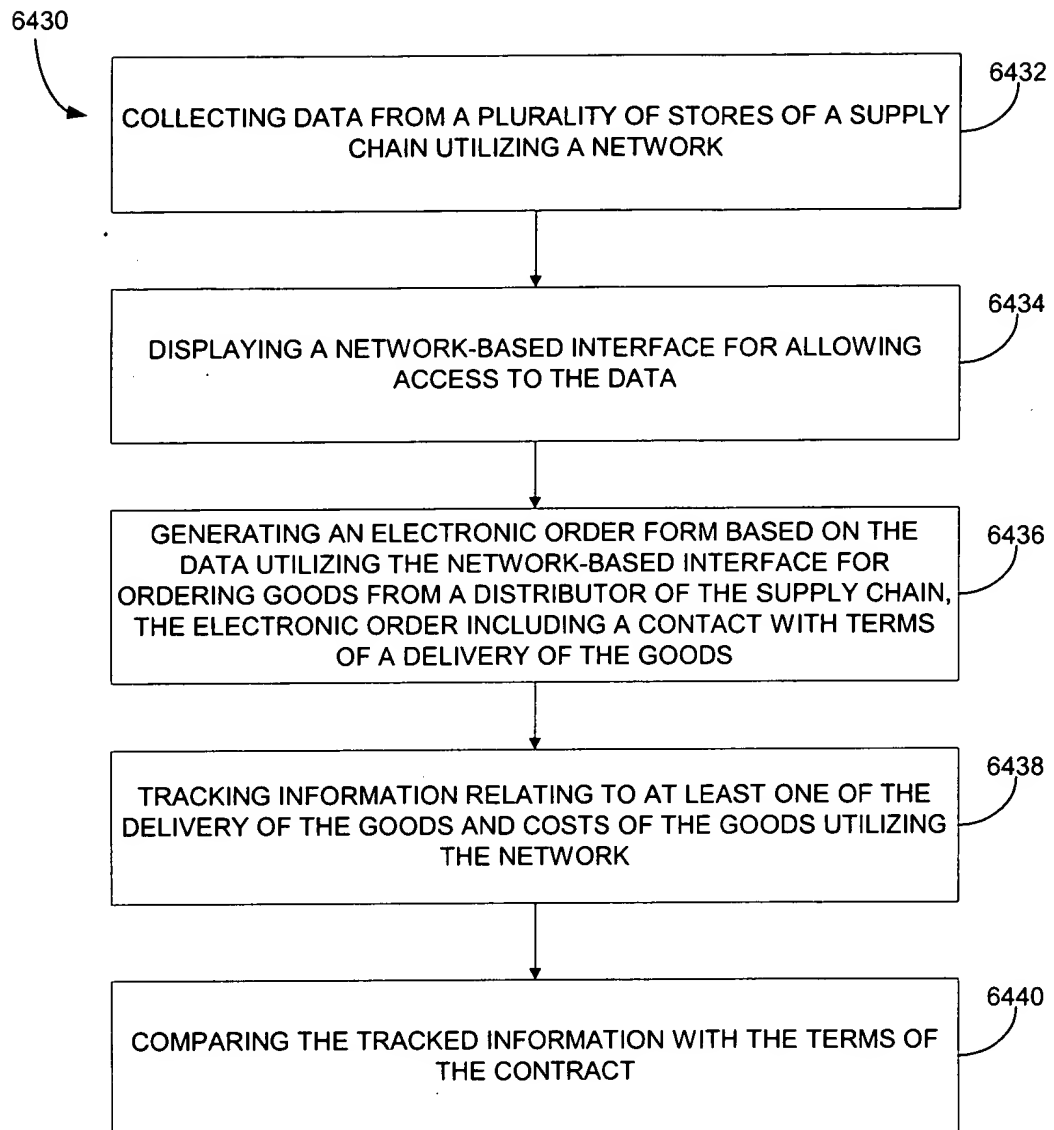 6430
6432
COLLECTING DATA FROM A PLURALITY OF STORES OF A SUPPLY
CHAIN UTILIZING A NETWORK
6434
DISPLAYING A NETWORK-BASED INTERFACE FOR ALLOWING
ACCESS TO THE DATA
6436
GENERATING AN ELECTRONIC ORDER FORM BASED ON THE
DATA UTILIZING THE NETWORK-BASED INTERFACE FOR
ORDERING GOODS FROM A DISTRIBUTOR OF THE SUPPLY CHAIN,
THE ELECTRONIC ORDER INCLUDING A CONTACT WITH TERMS
OF A DELIVERY OF THE GOODS
6438
TRACKING INFORMATION RELATING TO AT LEAST ONE OF THE
DELIVERY OF THE GOODS AND COSTS OF THE GOODS UTILIZING
THE NETWORK
6440
COMPARING THE TRACKED INFORMATION WITH THE TERMS OF
THE CONTRACT